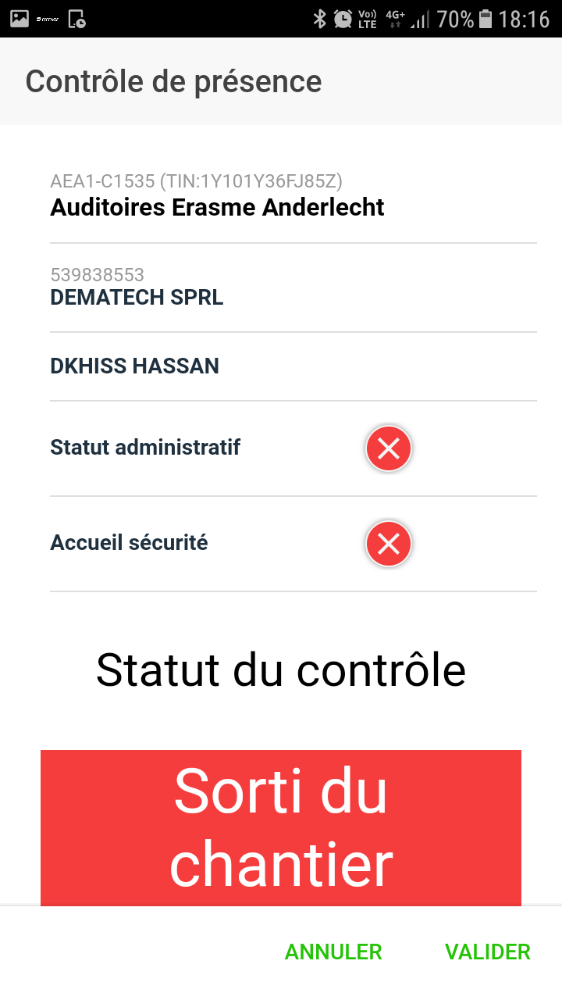 Vo))
LTE
4G+
70%
18:16
Contrôle de présence
AEA1-C1535 (TIN:1Y101Y36FJ85Z)
Auditoires Erasme Anderlecht
539838553
DEMATECH SPRL
DKHISS HASSAN
Statut administratif
Accueil sécurité
Statut du contrôle
Sorti du
chantier
ANNULER VALIDER